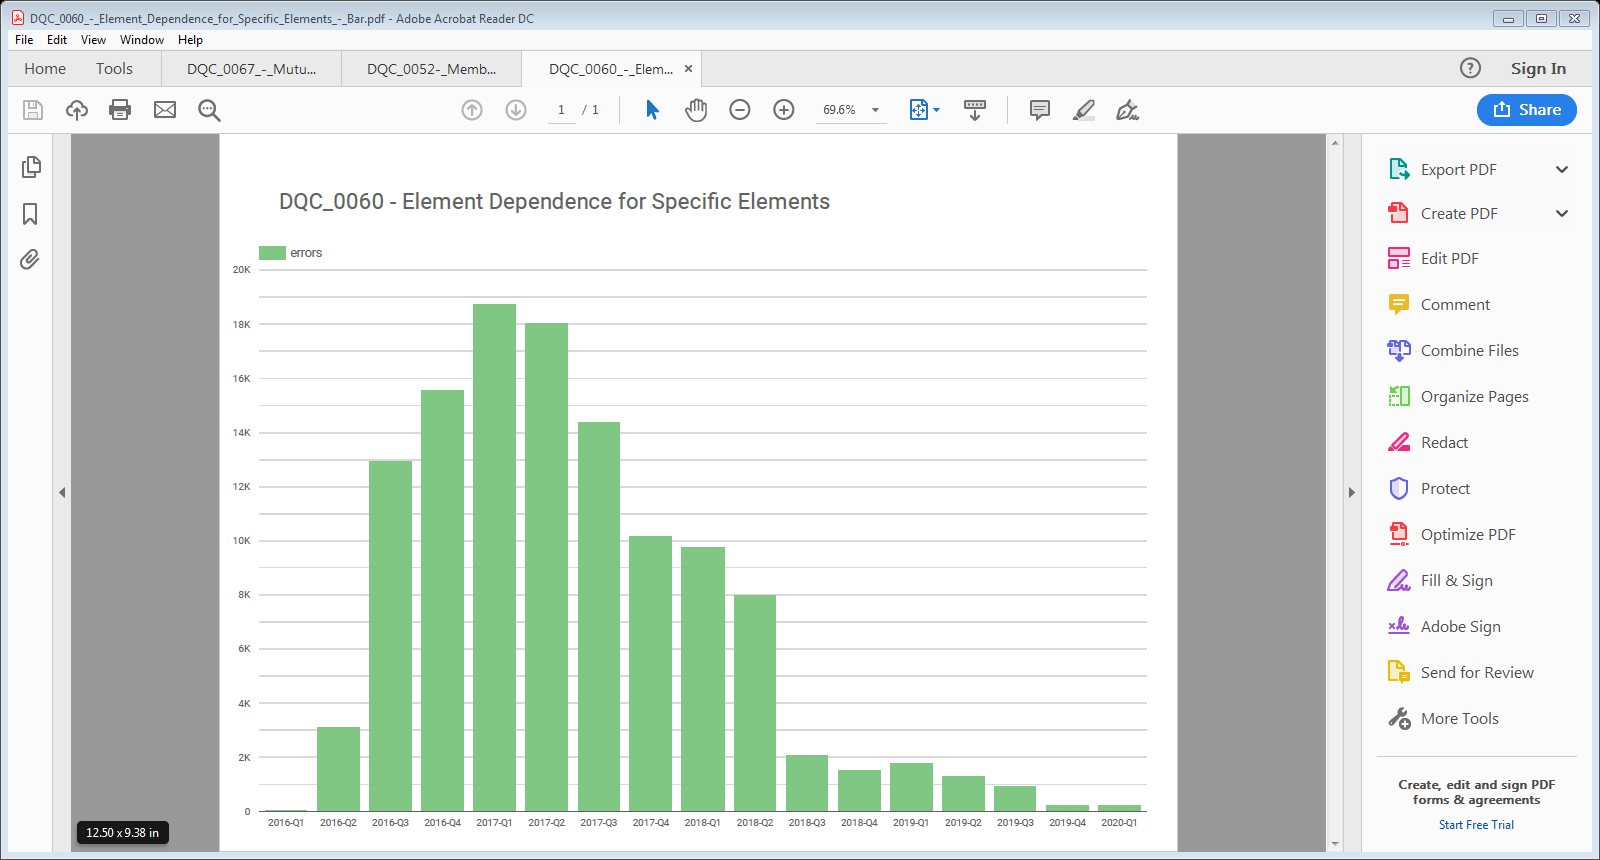 DQC_0060_-_Element_Dependence_for_Specific_Elements_-_Bar.pdf - Adobe Acrobat Reader DC
File Edit View Window Help
Home Tools DQC_0067_-_Mutu... DQC_0052-_Memb... DQC_0060_-_Elem... ×
? Sign In
1 / 1 69.6% Share
DQC_0060 - Element Dependence for Specific Elements
errors
20K
18K
16K
14K
12K
10K
8K
6K
4K
2K
0
2016-Q1 2016-Q2 2016-Q3 2016-Q4 2017-Q1 2017-Q2 2017-Q3 2017-Q4 2018-Q1 2018-Q2 2018-Q3 2018-Q4 2019-Q1 2019-Q2 2019-Q3 2019-Q4 2020-Q1
12.50 x 9.38 in
Export PDF
Create PDF
Edit PDF
Comment
Combine Files
Organize Pages
Redact
Protect
Optimize PDF
Fill & Sign
Adobe Sign
Send for Review
More Tools
Create, edit and sign PDF
forms & agreements
Start Free Trial